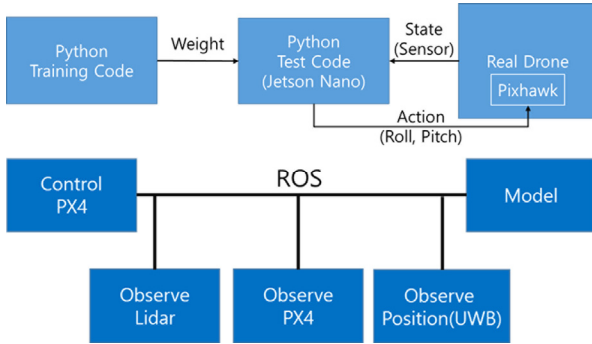 Python
Training Code
Weight
Python
Test Code
(Jetson Nano)
State
(Sensor)
Real Drone
Pixhawk
Action
(Roll, Pitch)
Control
PX4
ROS
Model
Observe
Lidar
Observe
PX4
Observe
Position(UWB)